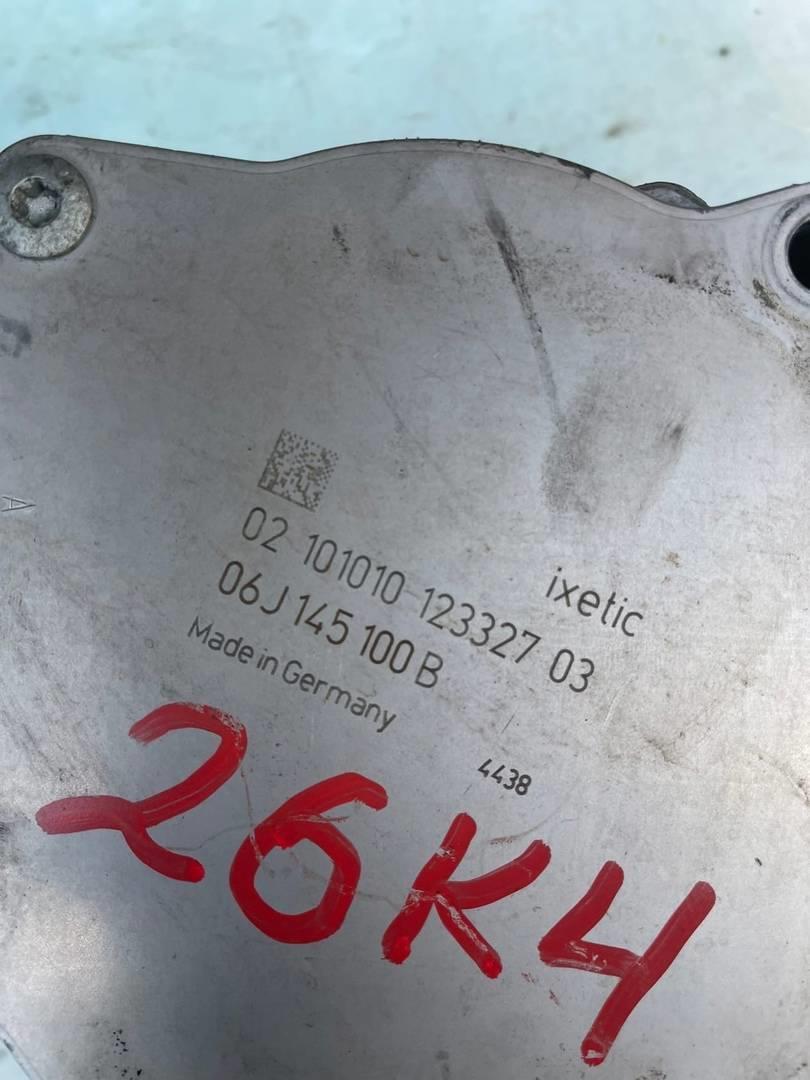 ixetic
02 101010 123327 03
06J 145 100 B
Made in Germany
4438
26K4
A